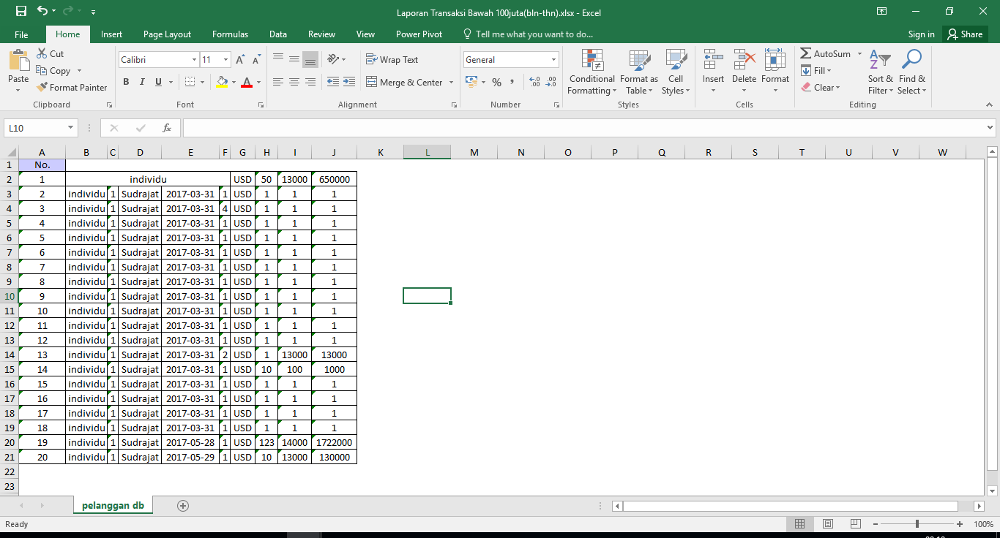 Laporan Transaksi Bawah 100juta(bln-thn).xlsx - Excel
File Home Insert Page Layout Formulas Data Review View Power Pivot Tell me what you want to do... Sign in Share
Paste
Cut
Copy
Format Painter
Clipboard
Calibri 11
B I U
Font
Wrap Text
Merge & Center
Alignment
General
Number
Conditional Formatting
Format as Table
Cell Styles
Styles
Insert Delete Format
Cells
AutoSum
Fill
Clear
Sort & Filter
Find & Select
Editing
L10 fx
A B C D E F G H I J K L M N O P Q R S T U V W
1 No.
2 1 individu USD 50 13000 650000
3 2 individu 1 Sudrajat 2017-03-31 1 USD 1 1 1
4 3 individu 1 Sudrajat 2017-03-31 4 USD 1 1 1
5 4 individu 1 Sudrajat 2017-03-31 1 USD 1 1 1
6 5 individu 1 Sudrajat 2017-03-31 1 USD 1 1 1
7 6 individu 1 Sudrajat 2017-03-31 1 USD 1 1 1
8 7 individu 1 Sudrajat 2017-03-31 1 USD 1 1 1
9 8 individu 1 Sudrajat 2017-03-31 1 USD 1 1 1
10 9 individu 1 Sudrajat 2017-03-31 1 USD 1 1 1
11 10 individu 1 Sudrajat 2017-03-31 1 USD 1 1 1
12 11 individu 1 Sudrajat 2017-03-31 1 USD 1 1 1
13 12 individu 1 Sudrajat 2017-03-31 1 USD 1 1 1
14 13 individu 1 Sudrajat 2017-03-31 2 USD 1 13000 13000
15 14 individu 1 Sudrajat 2017-03-31 1 USD 10 100 1000
16 15 individu 1 Sudrajat 2017-03-31 1 USD 1 1 1
17 16 individu 1 Sudrajat 2017-03-31 1 USD 1 1 1
18 17 individu 1 Sudrajat 2017-03-31 1 USD 1 1 1
19 18 individu 1 Sudrajat 2017-03-31 1 USD 1 1 1
20 19 individu 1 Sudrajat 2017-05-28 1 USD 123 14000 1722000
21 20 individu 1 Sudrajat 2017-05-29 1 USD 10 13000 130000
22
23
pelanggan db
Ready 100%